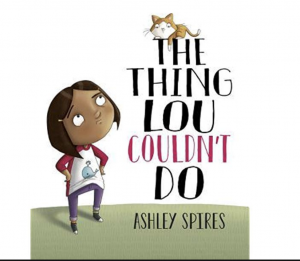 THE
THING
LOU
COULDN'T
DO
ASHLEY SPIRES